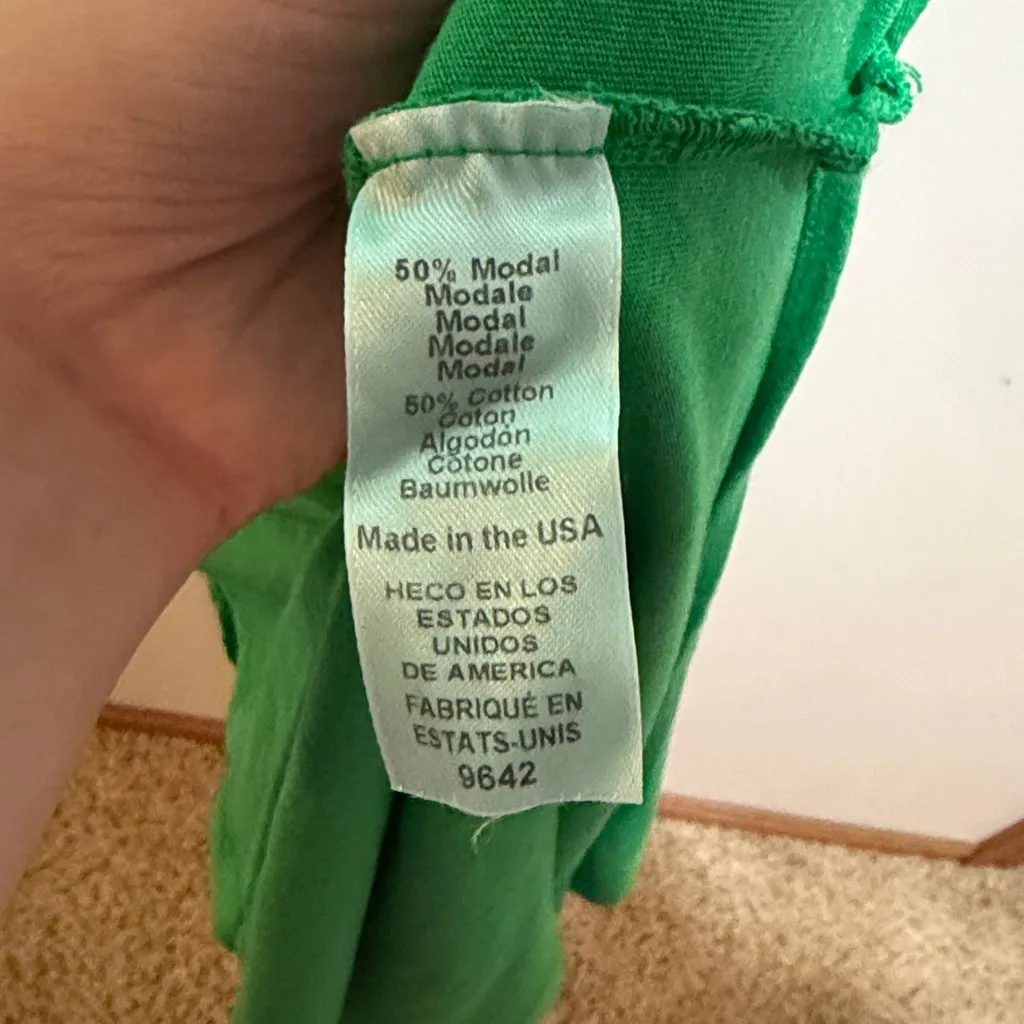 50% Modal
Modale
Modal
Modale
Modal
50% Cotton
Coton
Algodón
Cotone
Baumwolle
Made in the USA
HECO EN LOS
ESTADOS
UNIDOS
DE AMERICA
FABRIQUÉ EN
ESTATS-UNIS
9642